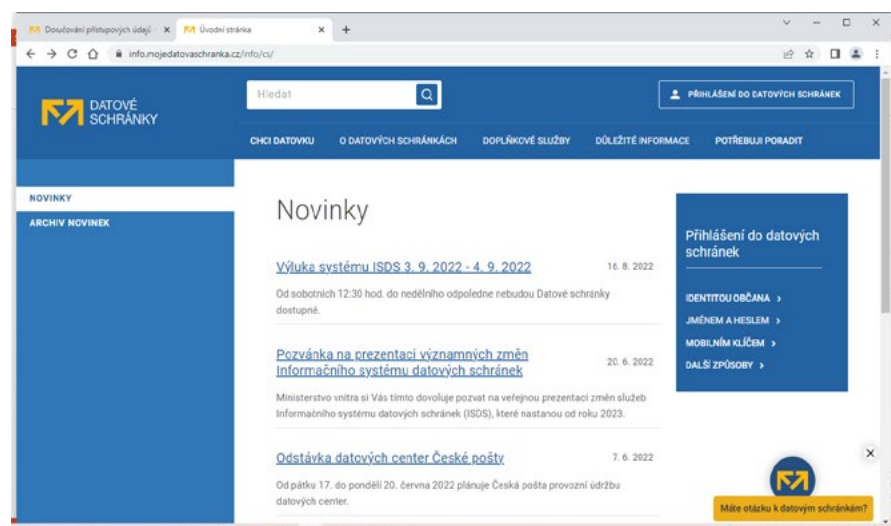 Doručování přístupových údajů -
Úvodní stránka
info.mojedatovaschranka.cz/info/cs/
DATOVÉ
SCHRÁNKY
Hledat
PŘIHLÁŠENÍ DO DATOVÝCH SCHRÁNEK
CHCI DATOVKU O DATOVÝCH SCHRÁNKÁCH DOPLŇKOVÉ SLUŽBY DŮLEŽITÉ INFORMACE POTŘEBUJI PORADIT
NOVINKY
ARCHIV NOVINEK
Novinky
Výluka systému ISDS 3. 9. 2022 - 4. 9. 2022 16. 8. 2022
Od sobotních 12:30 hod. do nedělního odpoledne nebudou Datové schránky
dostupné.
Pozvánka na prezentaci významných změn
Informačního systému datových schránek 20. 6. 2022
Ministerstvo vnitra si Vás tímto dovoluje pozvat na veřejnou prezentaci změn služeb
Informačního systému datových schránek (ISDS), které nastanou od roku 2023.
Odstávka datových center České pošty 7. 6. 2022
Od pátku 17. do pondělí 20. června 2022 plánuje Česká pošta provozní údržbu
datových center.
Přihlášení do datových
schránek
IDENTITOU OBČANA >
JMÉNEM A HESLEM >
MOBILNÍM KLÍČEM >
DALŠÍ ZPŮSOBY >
Máte otázku k datovým schránkám?